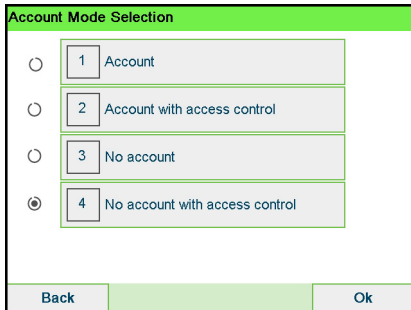 Account Mode Selection
1 Account
2 Account with access control
3 No account
4 No account with access control
Back Ok